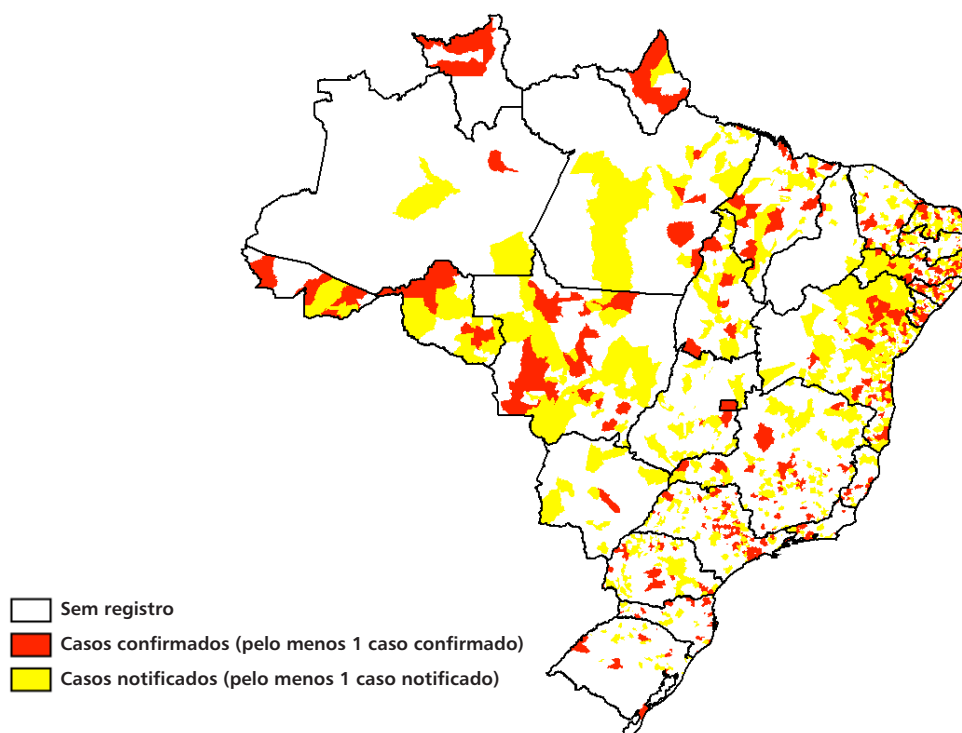 Sem registro
Casos confirmados (pelo menos 1 caso confirmado)
Casos notificados (pelo menos 1 caso notificado)